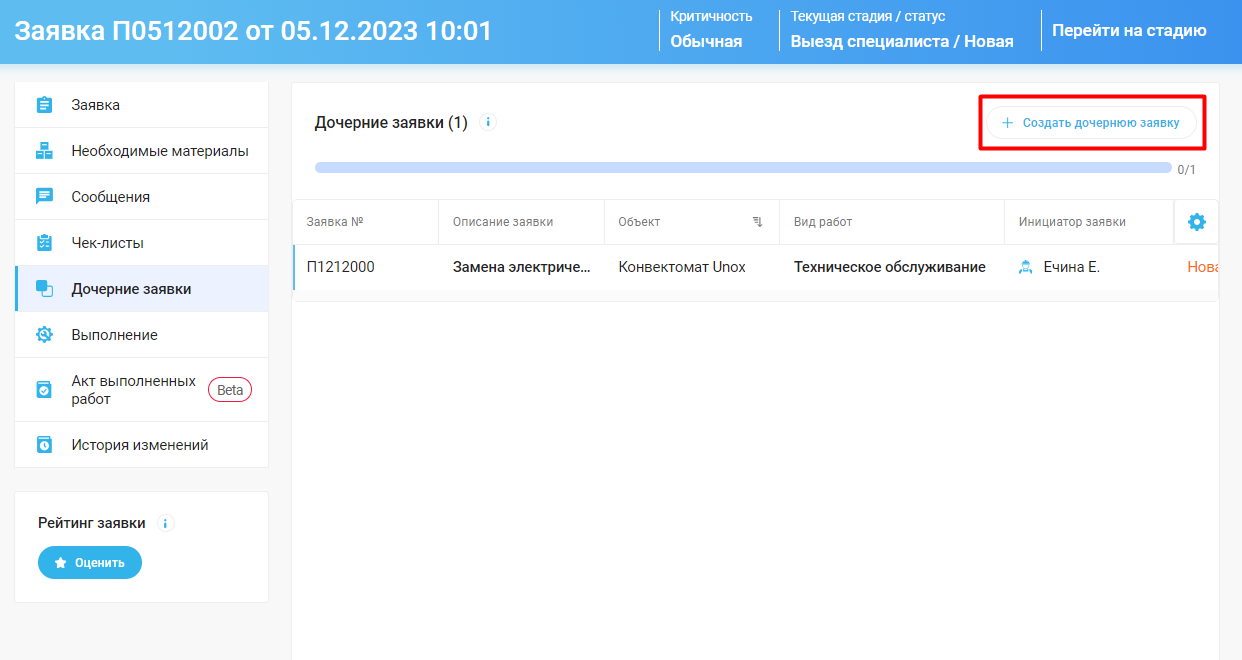 Заявка П0512002 от 05.12.2023 10:01
Критичность
Обычная
Текущая стадия / статус
Выезд специалиста / Новая
Перейти на стадию
Заявка
Необходимые материалы
Сообщения
Чек-листы
Дочерние заявки
Выполнение
Акт выполненных
работ
Beta
История изменений
Рейтинг заявки
Оценить
Дочерние заявки (1)
Создать дочернюю заявку
0/1
Заявка №
Описание заявки
Объект
Вид работ
Инициатор заявки
П1212000
Замена электриче...
Конвектомат Unox
Техническое обслуживание
Ечина Е.
Нова